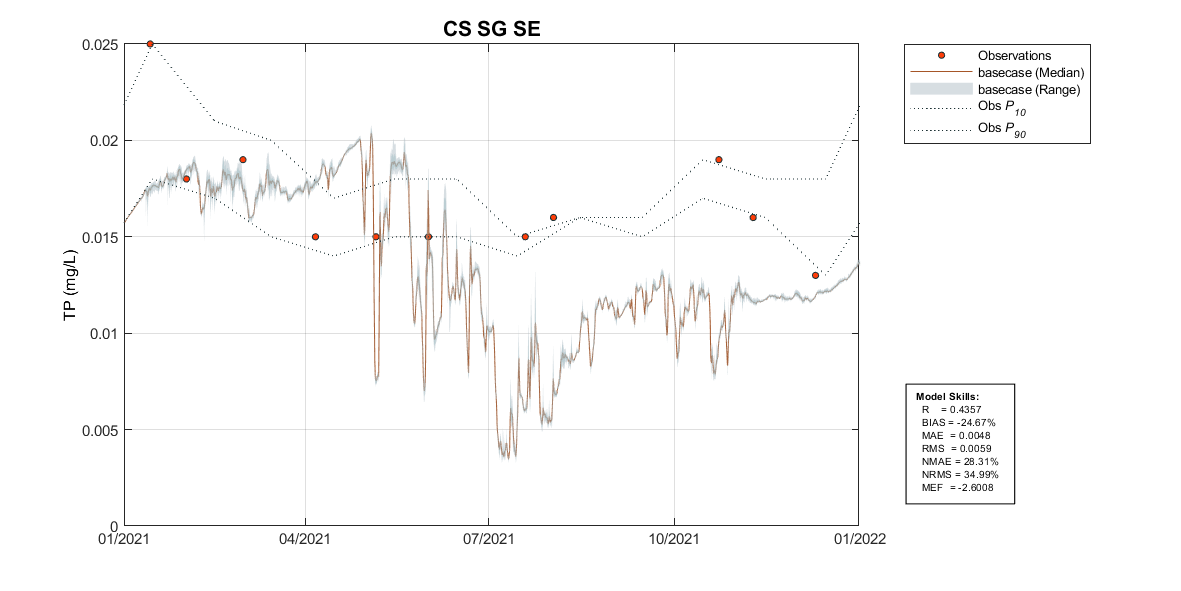 CS SG SE
0.025
0.02
0.015
0.01
0.005
0
TP (mg/L)
01/2021
04/2021
07/2021
10/2021
01/2022
Observations
basecase (Median)
basecase (Range)
Obs P10
Obs P90
Model Skills:
R = 0.4357
BIAS = -24.67%
MAE = 0.0048
RMS = 0.0059
NMAE = 28.31%
NRMS = 34.99%
MEF = -2.6008